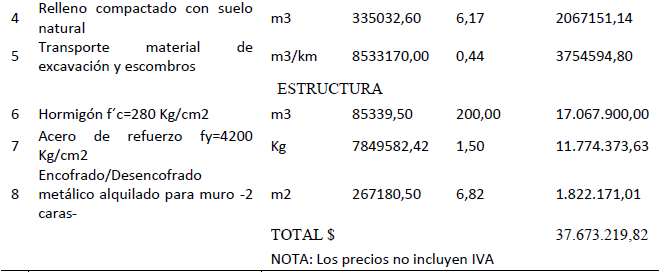 4 Relleno compactado con suelo natural m3 335032,60 6,17 2067151,14
5 Transporte material de excavación y escombros m3/km 8533170,00 0,44 3754594,80
ESTRUCTURA
6 Hormigón f´c=280 Kg/cm2 m3 85339,50 200,00 17.067.900,00
7 Acero de refuerzo fy=4200 Kg/cm2 Kg 7849582,42 1,50 11.774.373,63
8 Encofrado/Desencofrado metálico alquilado para muro -2 caras- m2 267180,50 6,82 1.822.171,01
TOTAL $ 37.673.219,82
NOTA: Los precios no incluyen IVA